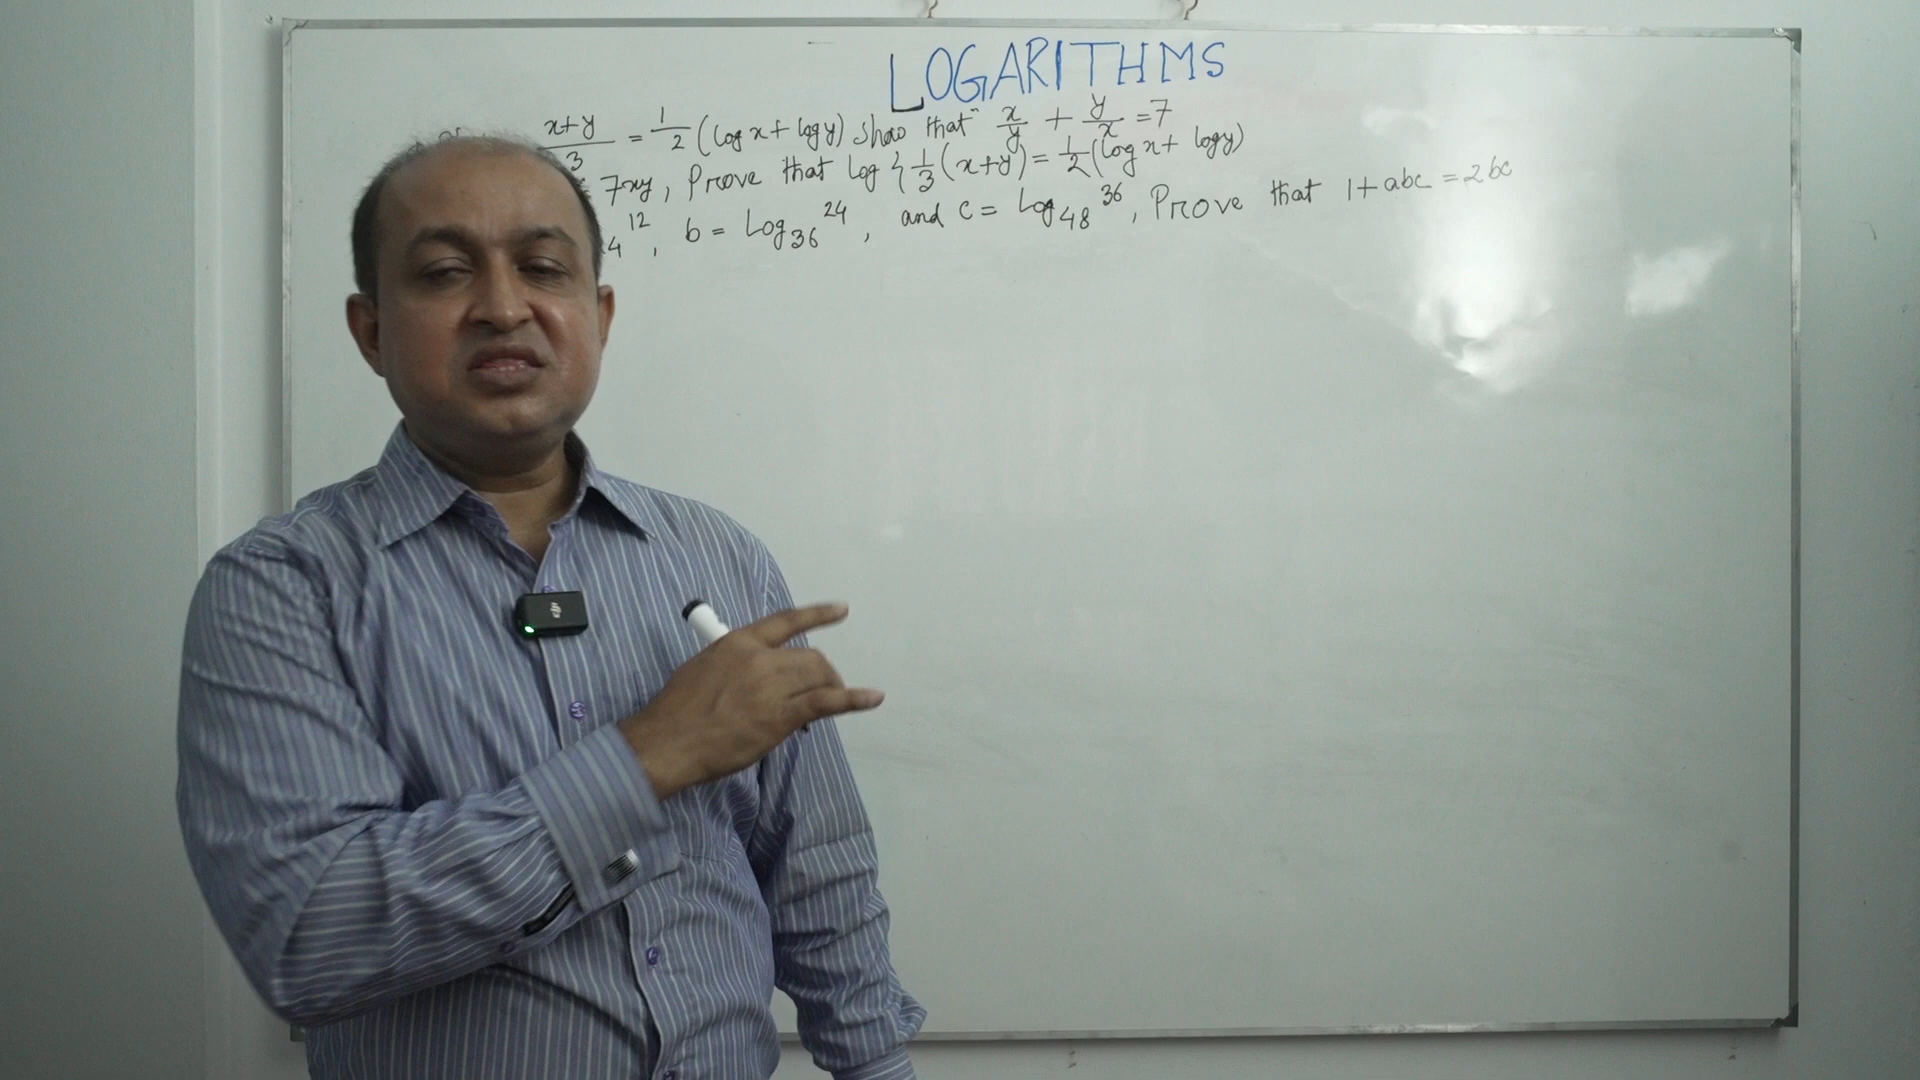 LOGARITHMS
x+y/3 = 1/2 (log x + log y) show that x/y + y/x = 7
7xy, Prove that log {1/3 (x+y) = 1/2 (log x + log y)
4 12, b = Log36 24, and c = Log48 36, Prove that 1+abc = 2bc